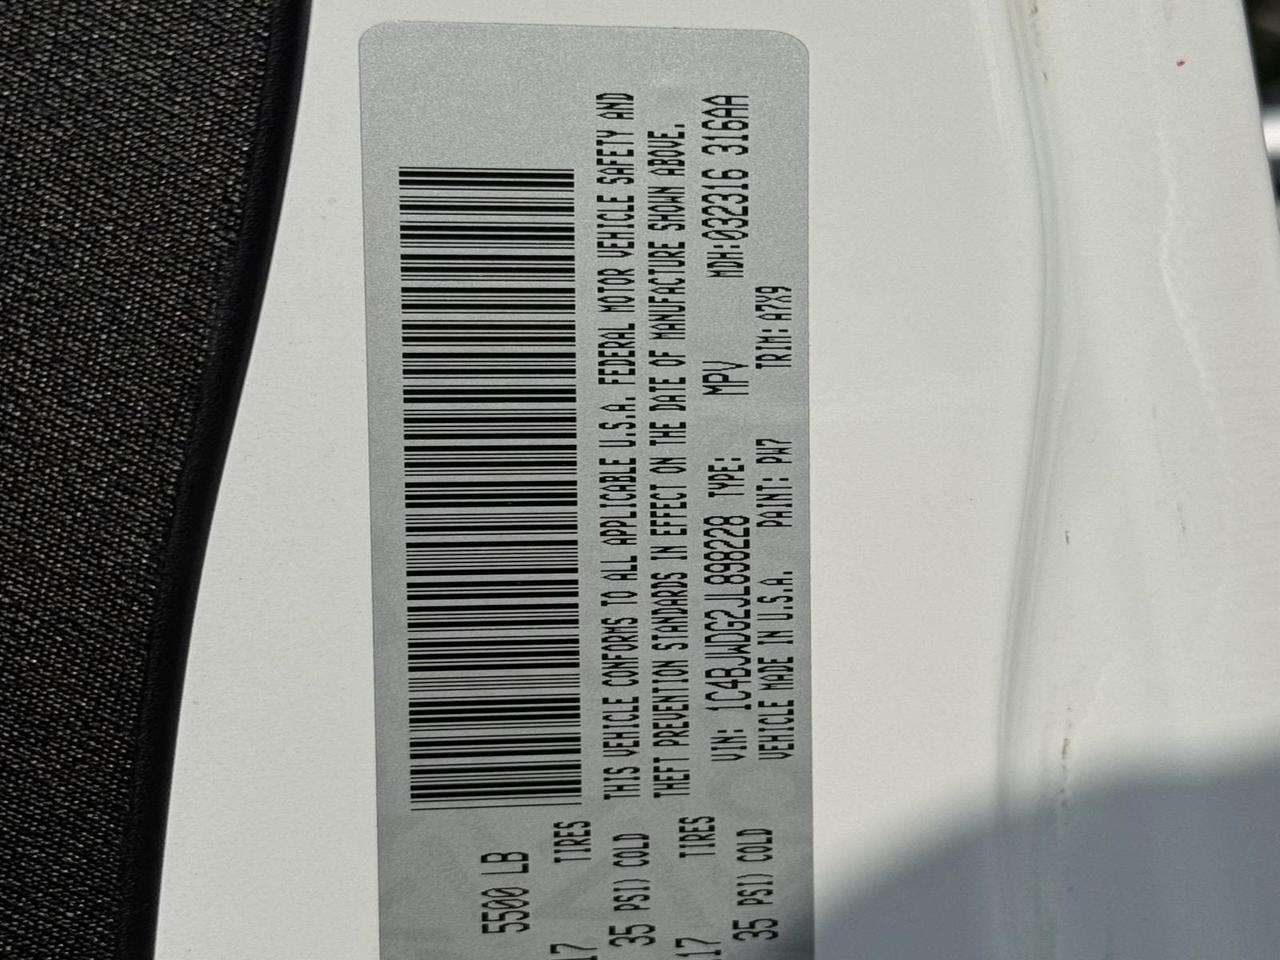 5500 LB
17 TIRES
35 PSI) COLD
17 TIRES
35 PSI) COLD
THIS VEHICLE CONFORMS TO ALL APPLICABLE U.S.A. FEDERAL MOTOR VEHICLE SAFETY AND
THEFT PREVENTION STANDARDS IN EFFECT ON THE DATE OF MANUFACTURE SHOWN ABOVE.
VIN: 1C4BJWDG2JL898228 TYPE: MPV MDH:032316 316AA
VEHICLE MADE IN U.S.A. PAINT: PW7 TRIM: A7X9